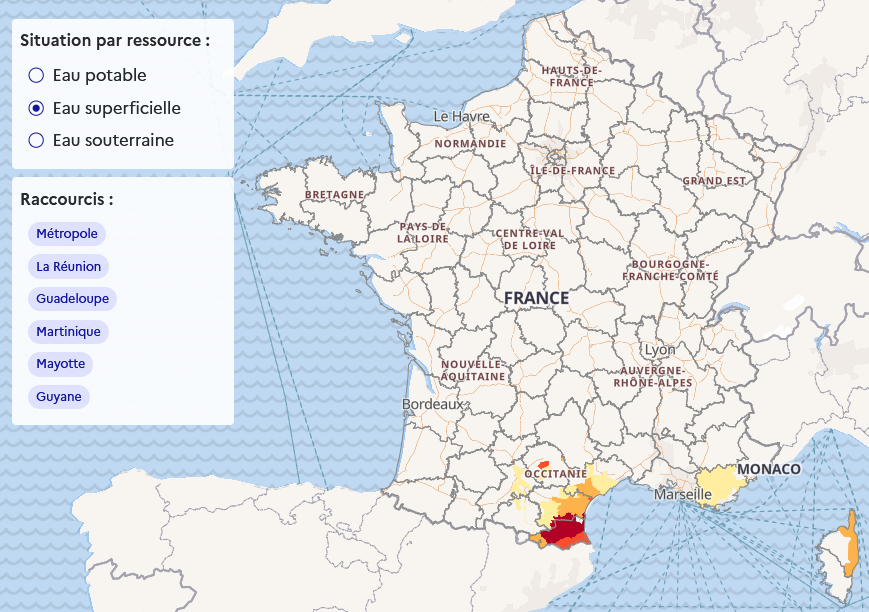 Situation par ressource :
Eau potable
Eau superficielle
Eau souterraine
Raccourcis :
Métropole
La Réunion
Guadeloupe
Martinique
Mayotte
Guyane
HAUTS-DE-
FRANCE
Le Havre
NORMANDIE
ÎLE-DE-FRANCE
GRAND EST
BRETAGNE
PAYS DE
LA LOIRE
CENTRE-VAL
DE LOIRE
BOURGOGNE-
FRANCHE-COMTÉ
FRANCE
Lyon
NOUVELLE-
AQUITAINE
AUVERGNE-
RHÔNE-ALPES
Bordeaux
OCCITANIE
MONACO
Marseille